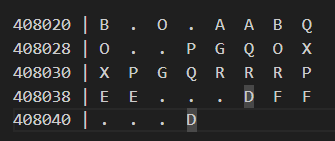 408020 | B . O . A A B Q
408028 | O . . P G Q O X
408030 | X P G Q R R R P
408038 | E E . . . D F F
408040 | . . . D